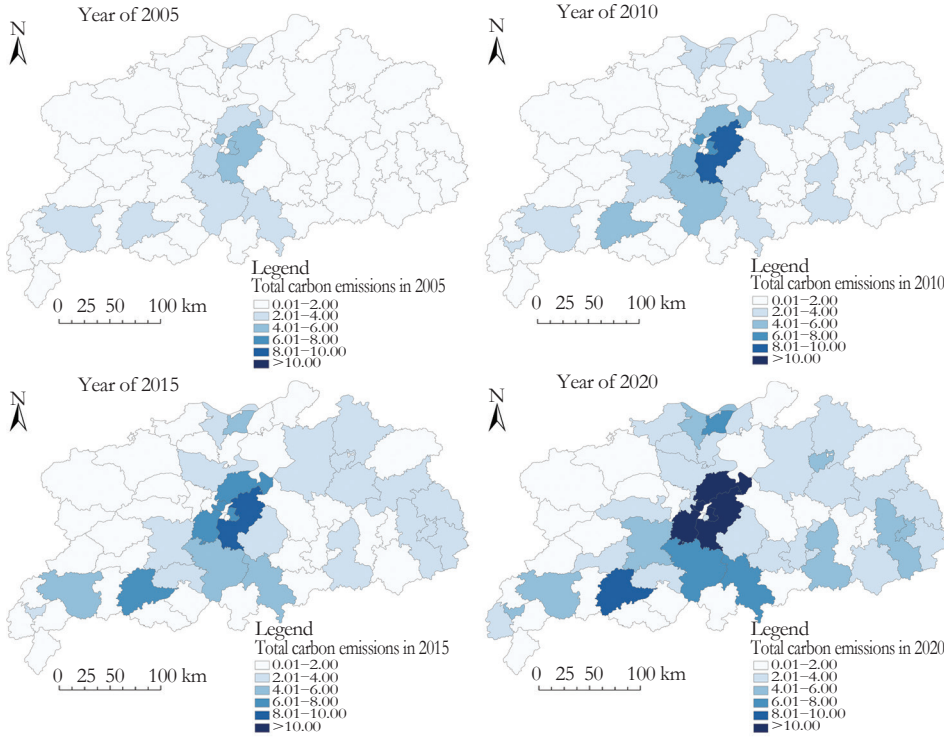 Year of 2005
N
Legend
Total carbon emissions in 2005
0.01−2.00
2.01−4.00
4.01−6.00
6.01−8.00
8.01−10.00
>10.00
0 25 50 100 km
Year of 2010
N
Legend
Total carbon emissions in 2010
0.01−2.00
2.01−4.00
4.01−6.00
6.01−8.00
8.01−10.00
>10.00
0 25 50 100 km
Year of 2015
N
Legend
Total carbon emissions in 2015
0.01−2.00
2.01−4.00
4.01−6.00
6.01−8.00
8.01−10.00
>10.00
0 25 50 100 km
Year of 2020
N
Legend
Total carbon emissions in 2020
0.01−2.00
2.01−4.00
4.01−6.00
6.01−8.00
8.01−10.00
>10.00
0 25 50 100 km